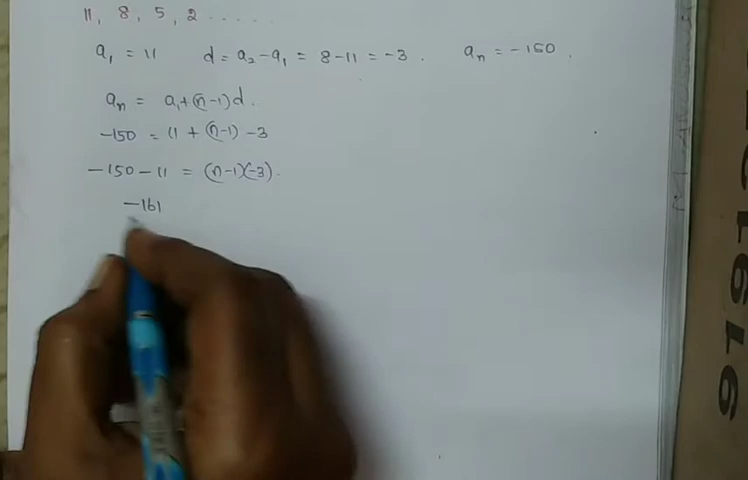 11, 8, 5, 2 .....
a₁ = 11 d = a₂ - a₁ = 8 - 11 = -3 . aₙ = -150 .
aₙ = a₁ + (n-1)d.
-150 = 11 + (n-1) -3
-150 - 11 = (n-1)(-3).
-161
9191